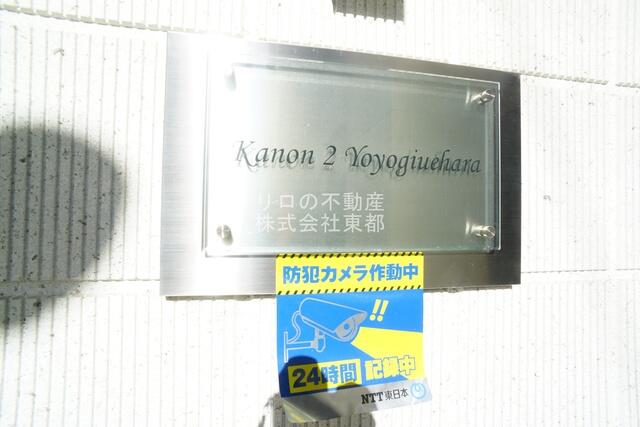 Kanon 2 Yoyogiuehara
リロの不動産
株式会社東都
防犯カメラ作動中
!!
24時間 記録中
NTT東日本